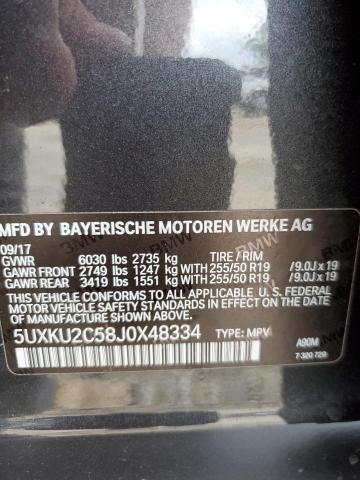 MFD BY BAYERISCHE MOTOREN WERKE AG
09/17
GVWR 6030 lbs 2735 kg TIRE / RIM
GAWR FRONT 2749 lbs 1247 kg WITH 255/50 R19 /9.0J x 19
GAWR REAR 3419 lbs 1551 kg WITH 255/50 R19 /9.0J x 19
THIS VEHICLE CONFORMS TO ALL APPLICABLE U.S. FEDERAL
MOTOR VEHICLE SAFETY STANDARDS IN EFFECT ON THE DATE OF
MANUFACTURE SHOWN ABOVE.
5UXKU2C58J0X48334 TYPE: MPV A90M
7 320 729